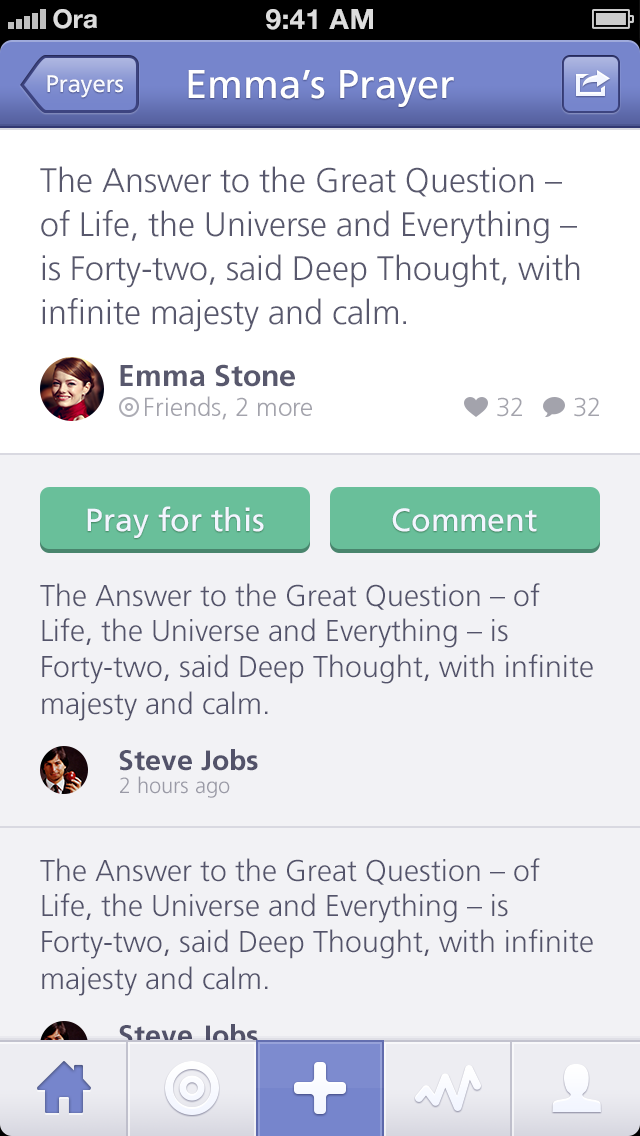 Ora 9:41 AM
Prayers Emma's Prayer
The Answer to the Great Question –
of Life, the Universe and Everything –
is Forty-two, said Deep Thought, with
infinite majesty and calm.
Emma Stone
Friends, 2 more 32 32
Pray for this Comment
The Answer to the Great Question – of
Life, the Universe and Everything – is
Forty-two, said Deep Thought, with infinite
majesty and calm.
Steve Jobs
2 hours ago
The Answer to the Great Question – of
Life, the Universe and Everything – is
Forty-two, said Deep Thought, with infinite
majesty and calm.
Steve Jobs